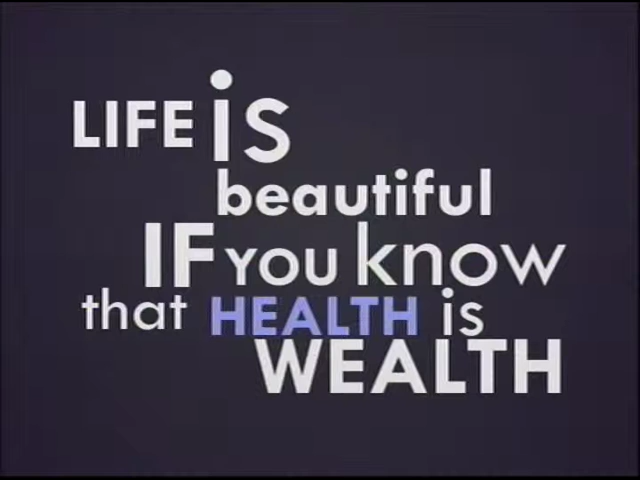 LIFE is
beautiful
IF YOU know
that HEALTH is
WEALTH